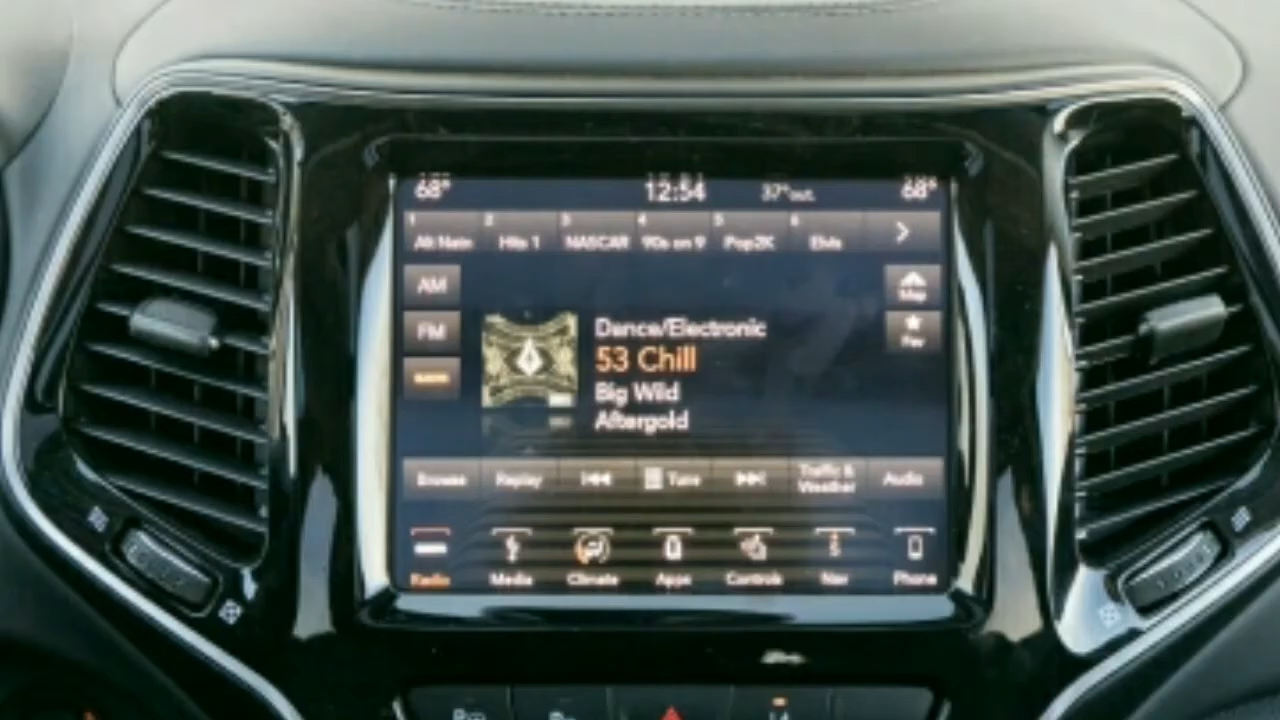 68° 12:54 37°out. 68°
1 2 3 4 5 6
Alt Natn Hits 1 NASCAR 90s on 9 Pop2K Elvis
AM
Map
FM
Fav
Dance/Electronic
53 Chill
Big Wild
Aftergold
Browse Replay Tune Traffic & Weather Audio
Radio Media Climate Apps Controls Nav Phone